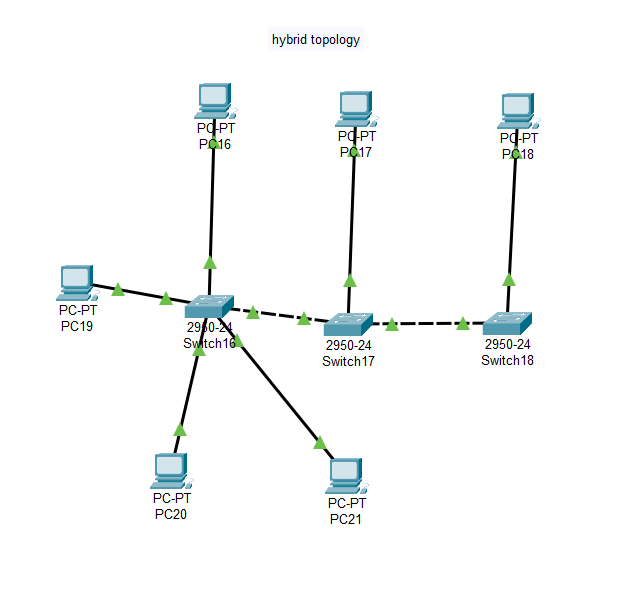 hybrid topology
PC-PT
PC16
PC-PT
PC17
PC-PT
PC18
PC-PT
PC19
2950-24
Switch16
2950-24
Switch17
2950-24
Switch18
PC-PT
PC20
PC-PT
PC21